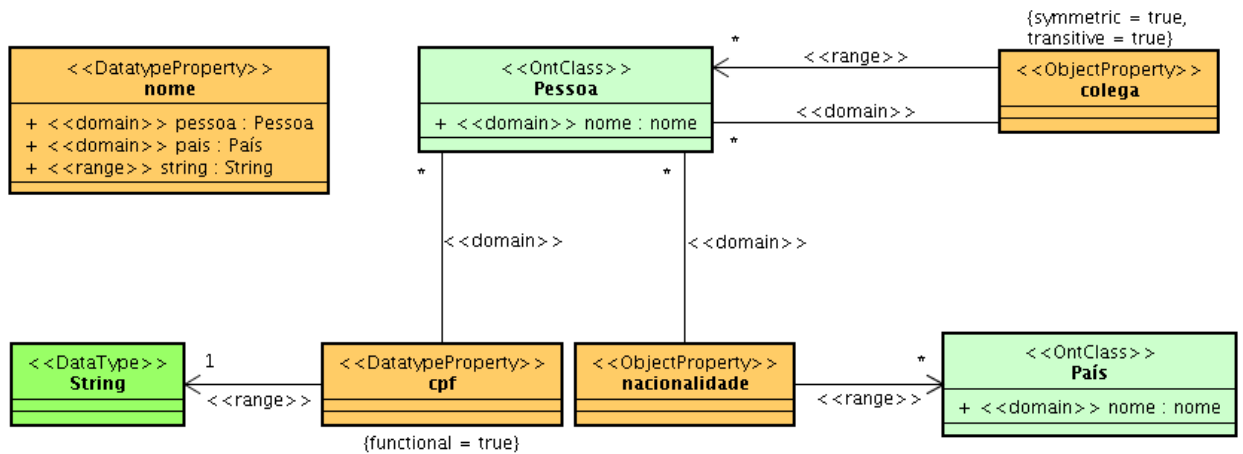 {symmetric = true,
transitive = true}
<<DatatypeProperty>>
nome
+ <<domain>> pessoa : Pessoa
+ <<domain>> pais : País
+ <<range>> string : String
<<OntClass>>
Pessoa
+ <<domain>> nome : nome
*
<<range>>
<<domain>>
*
<<ObjectProperty>>
colega
*
*
<<domain>>
<<domain>>
<<DataType>>
String
1
<<range>>
<<DatatypeProperty>>
cpf
{functional = true}
<<ObjectProperty>>
nacionalidade
*
<<range>>
<<OntClass>>
País
+ <<domain>> nome : nome